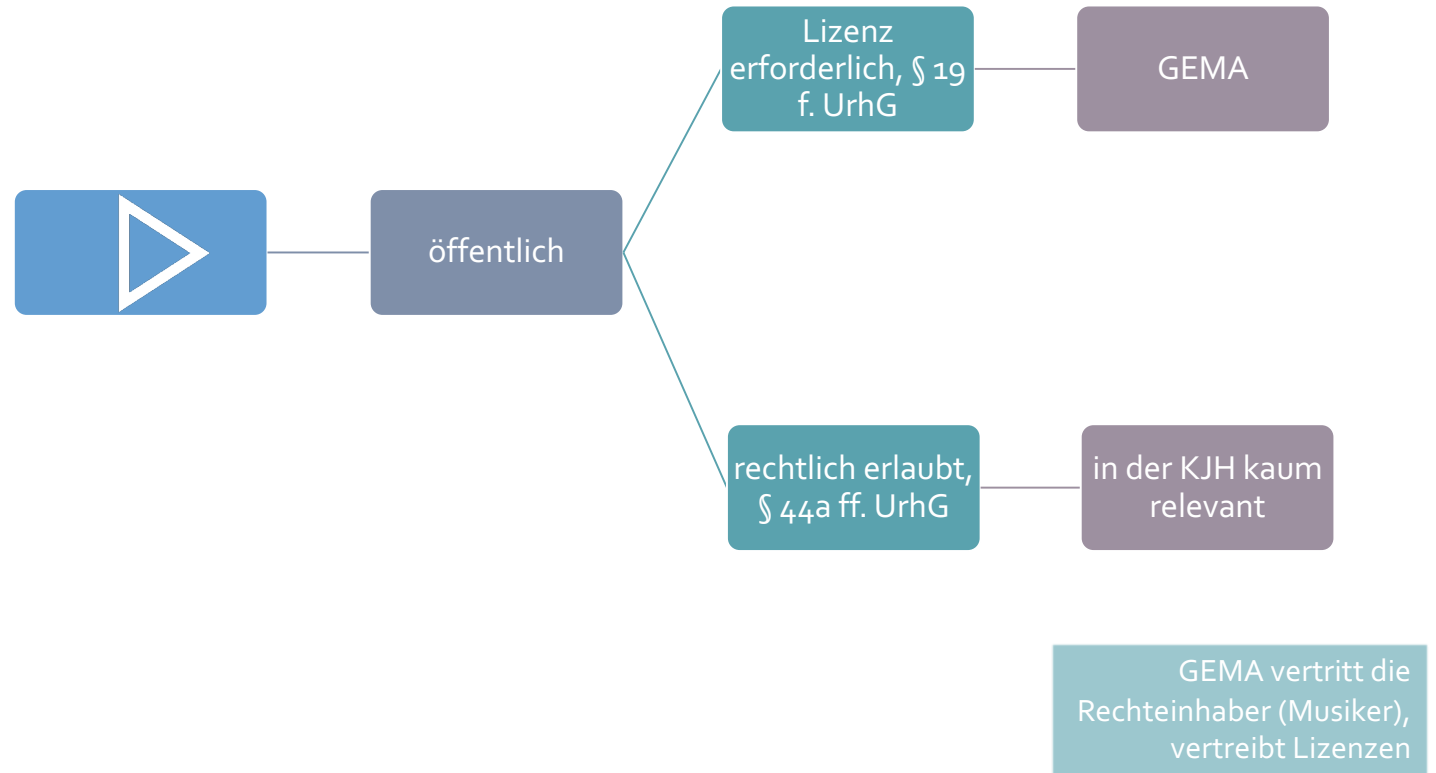 öffentlich
Lizenz
erforderlich, § 19
f. UrhG
GEMA
rechtlich erlaubt,
§ 44a ff. UrhG
in der KJH kaum
relevant
GEMA vertritt die
Rechteinhaber (Musiker),
vertreibt Lizenzen